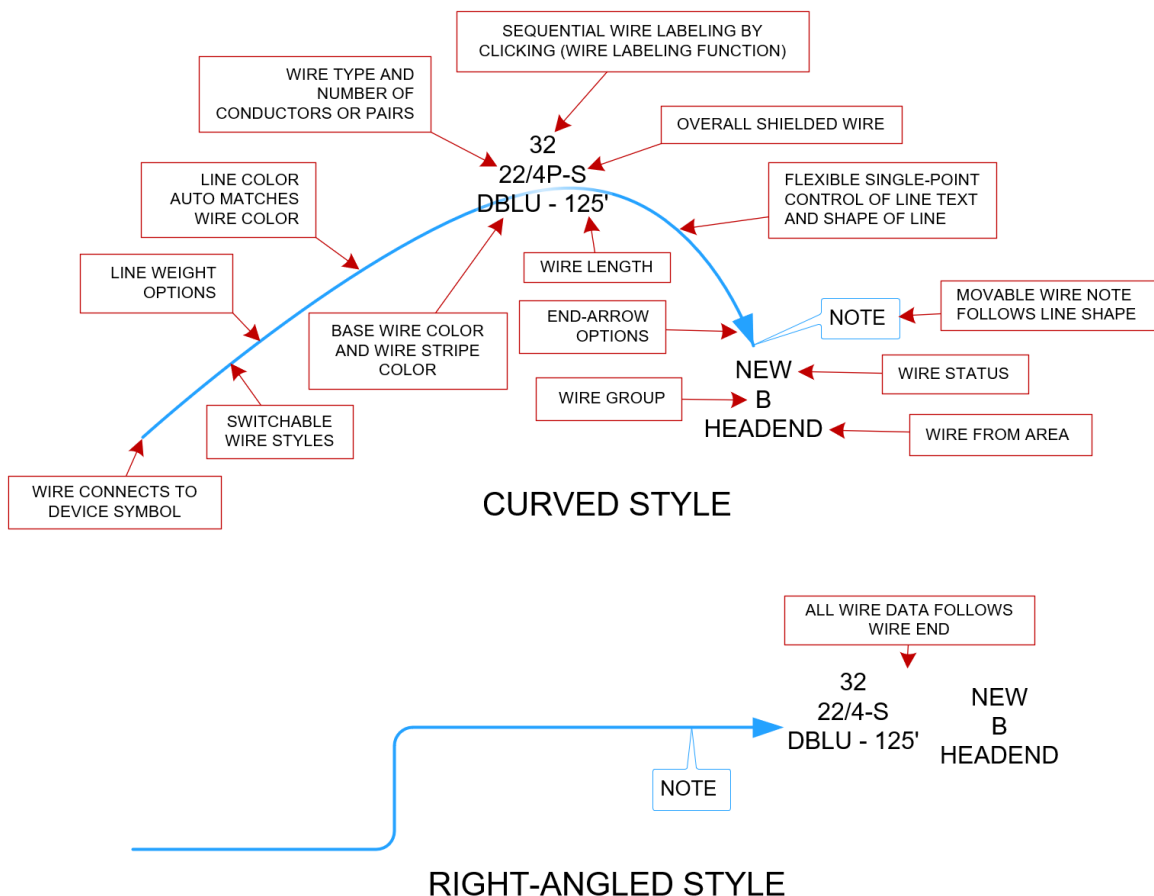 SEQUENTIAL WIRE LABELING BY
CLICKING (WIRE LABELING FUNCTION)
WIRE TYPE AND
NUMBER OF
CONDUCTORS OR PAIRS
OVERALL SHIELDED WIRE
32
22/4P-S
DBLU - 125'
LINE COLOR
AUTO MATCHES
WIRE COLOR
FLEXIBLE SINGLE-POINT
CONTROL OF LINE TEXT
AND SHAPE OF LINE
LINE WEIGHT
OPTIONS
WIRE LENGTH
BASE WIRE COLOR
AND WIRE STRIPE
COLOR
END-ARROW
OPTIONS
NOTE
MOVABLE WIRE NOTE
FOLLOWS LINE SHAPE
NEW
B
HEADEND
WIRE STATUS
WIRE GROUP
WIRE FROM AREA
SWITCHABLE
WIRE STYLES
WIRE CONNECTS TO
DEVICE SYMBOL
CURVED STYLE
ALL WIRE DATA FOLLOWS
WIRE END
32
22/4-S
DBLU - 125'
NEW
B
HEADEND
NOTE
RIGHT-ANGLED STYLE